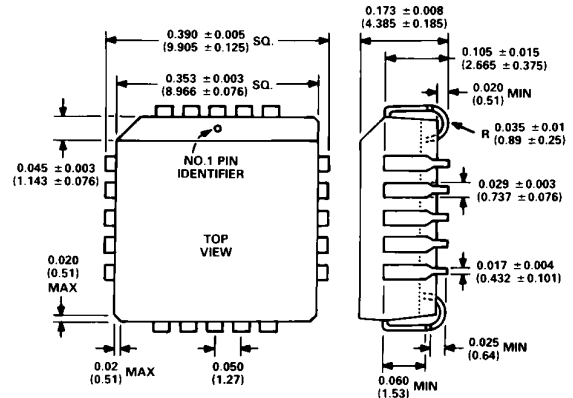 0.390 ±0.005
(9.905 ±0.125) SQ.
0.353 ±0.003
(8.966 ±0.076) SQ.
0.173 ±0.008
(4.385 ±0.185)
0.105 ±0.015
(2.665 ±0.375)
0.020
(0.51) MIN
R 0.035 ±0.01
(0.89 ±0.25)
0.045 ±0.003
(1.143 ±0.076)
NO.1 PIN
IDENTIFIER
0.029 ±0.003
(0.737 ±0.076)
TOP
VIEW
0.020
(0.51)
MAX
0.017 ±0.004
(0.432 ±0.101)
0.02
(0.51) MAX
0.050
(1.27)
0.025
(0.64) MIN
0.060
(1.53) MIN